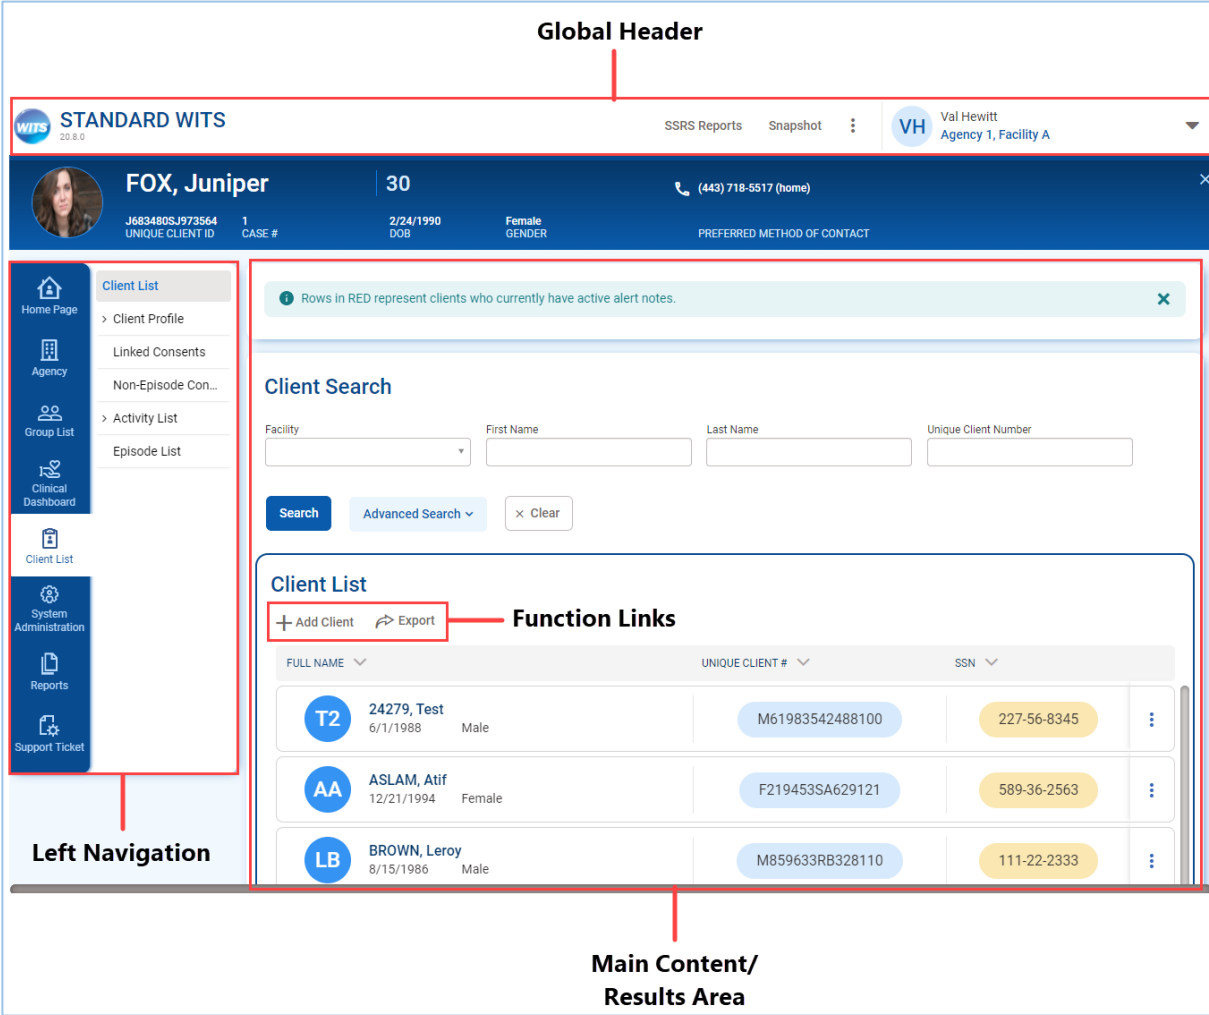 Global Header
WITS
STANDARD WITS
20.8.0
SSRS Reports
Snapshot
VH
Val Hewitt
Agency 1, Facility A
FOX, Juniper
30
(443) 718-5517 (home)
J683480SJ973564
1
2/24/1990
Female
UNIQUE CLIENT ID
CASE #
DOB
GENDER
PREFERRED METHOD OF CONTACT
Home Page
Agency
Group List
Clinical
Dashboard
Client List
System
Administration
Reports
Support Ticket
Client List
Client Profile
Linked Consents
Non-Episode Con...
Activity List
Episode List
Left Navigation
Rows in RED represent clients who currently have active alert notes.
Client Search
Facility
First Name
Last Name
Unique Client Number
Search
Advanced Search
Clear
Client List
Add Client
Export
Function Links
FULL NAME
UNIQUE CLIENT #
SSN
T2
24279, Test
6/1/1988 Male
M61983542488100
227-56-8345
AA
ASLAM, Atif
12/21/1994 Female
F219453SA629121
589-36-2563
LB
BROWN, Leroy
8/15/1986 Male
M859633RB328110
111-22-2333
Main Content/
Results Area